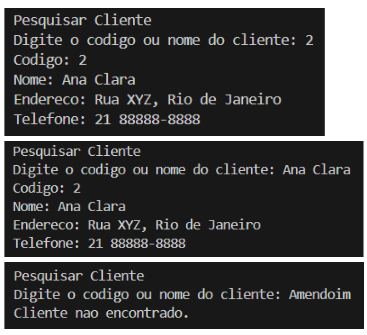 Pesquisar Cliente
Digite o codigo ou nome do cliente: 2
Codigo: 2
Nome: Ana Clara
Endereco: Rua XYZ, Rio de Janeiro
Telefone: 21 88888-8888
Pesquisar Cliente
Digite o codigo ou nome do cliente: Ana Clara
Codigo: 2
Nome: Ana Clara
Endereco: Rua XYZ, Rio de Janeiro
Telefone: 21 88888-8888
Pesquisar Cliente
Digite o codigo ou nome do cliente: Amendoim
Cliente nao encontrado.